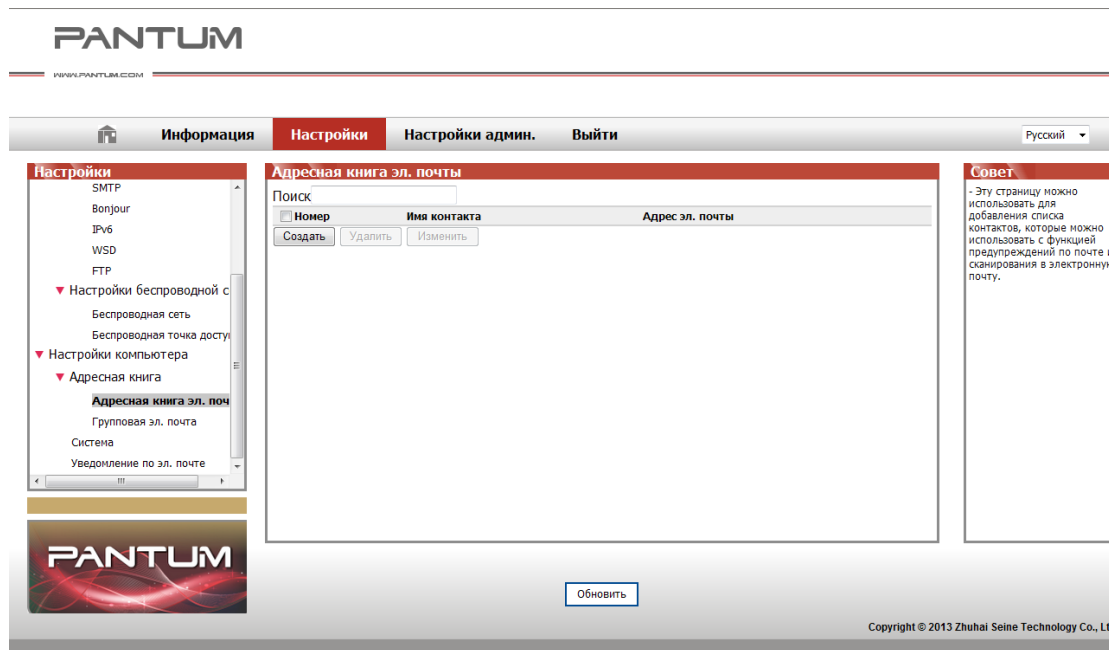 PANTUM
WWW.PANTUM.COM
Информация Настройки Настройки админ. Выйти Русский
Настройки
SMTP
Bonjour
IPv6
WSD
FTP
Настройки беспроводной с
Беспроводная сеть
Беспроводная точка доступ
Настройки компьютера
Адресная книга
Адресная книга эл. поч
Групповая эл. почта
Система
Уведомление по эл. почте
PANTUM
Адресная книга эл. почты
Поиск
Номер Имя контакта Адрес эл. почты
Создать Удалить Изменить
Совет
- Эту страницу можно
использовать для
добавления списка
контактов, которые можно
использовать с функцией
предупреждений по почте и
сканирования в электронную
почту.
Обновить
Copyright © 2013 Zhuhai Seine Technology Co., Lt